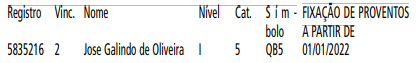 Registro Vinc. Nome Nível Cat. S í m - FIXAÇÃO DE PROVENTOS
bolo A PARTIR DE
5835216 2 Jose Galindo de Oliveira I 5 QB5 01/01/2022